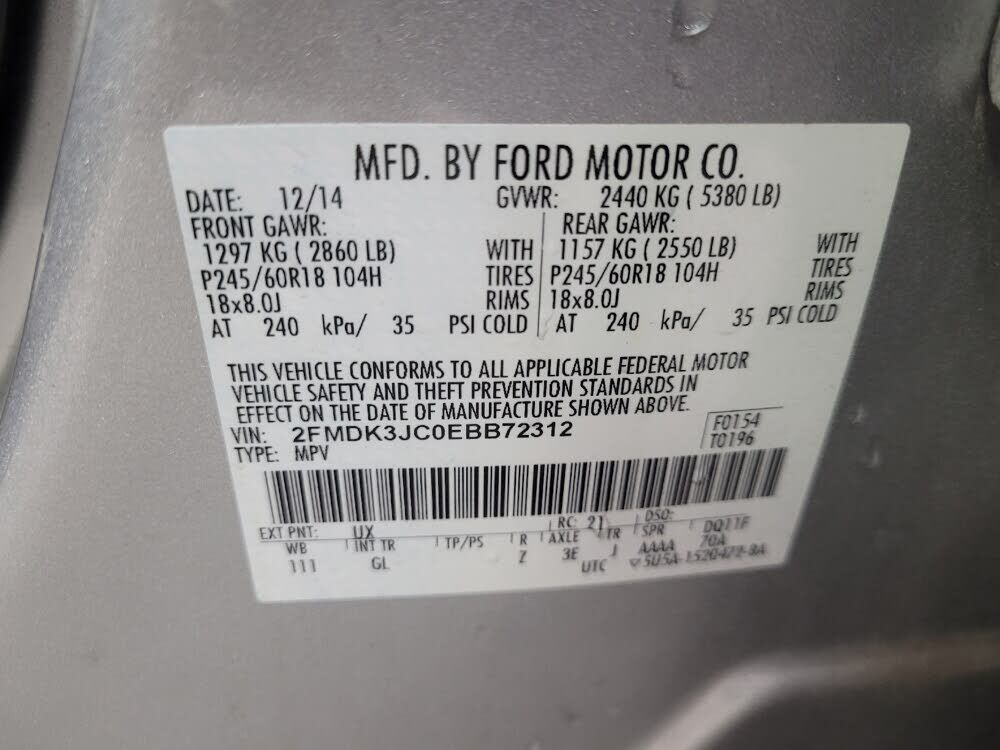 MFD. BY FORD MOTOR CO.
DATE: 12/14 GVWR: 2440 KG ( 5380 LB)
FRONT GAWR: REAR GAWR:
1297 KG ( 2860 LB) WITH 1157 KG ( 2550 LB) WITH
P245/60R18 104H TIRES P245/60R18 104H TIRES
18x8.0J RIMS 18x8.0J RIMS
AT 240 kPa/ 35 PSI COLD AT 240 kPa/ 35 PSI COLD
THIS VEHICLE CONFORMS TO ALL APPLICABLE FEDERAL MOTOR
VEHICLE SAFETY AND THEFT PREVENTION STANDARDS IN
EFFECT ON THE DATE OF MANUFACTURE SHOWN ABOVE.
VIN: 2FMDK3JC0EBB72312 F0154
TYPE: MPV T0196
EXT PNT: UX RC: 21 DSO:
WB INT TR TP/PS R AXLE TR SPR DQ11F
111 GL Z 3E J AAAA 70A
UTC